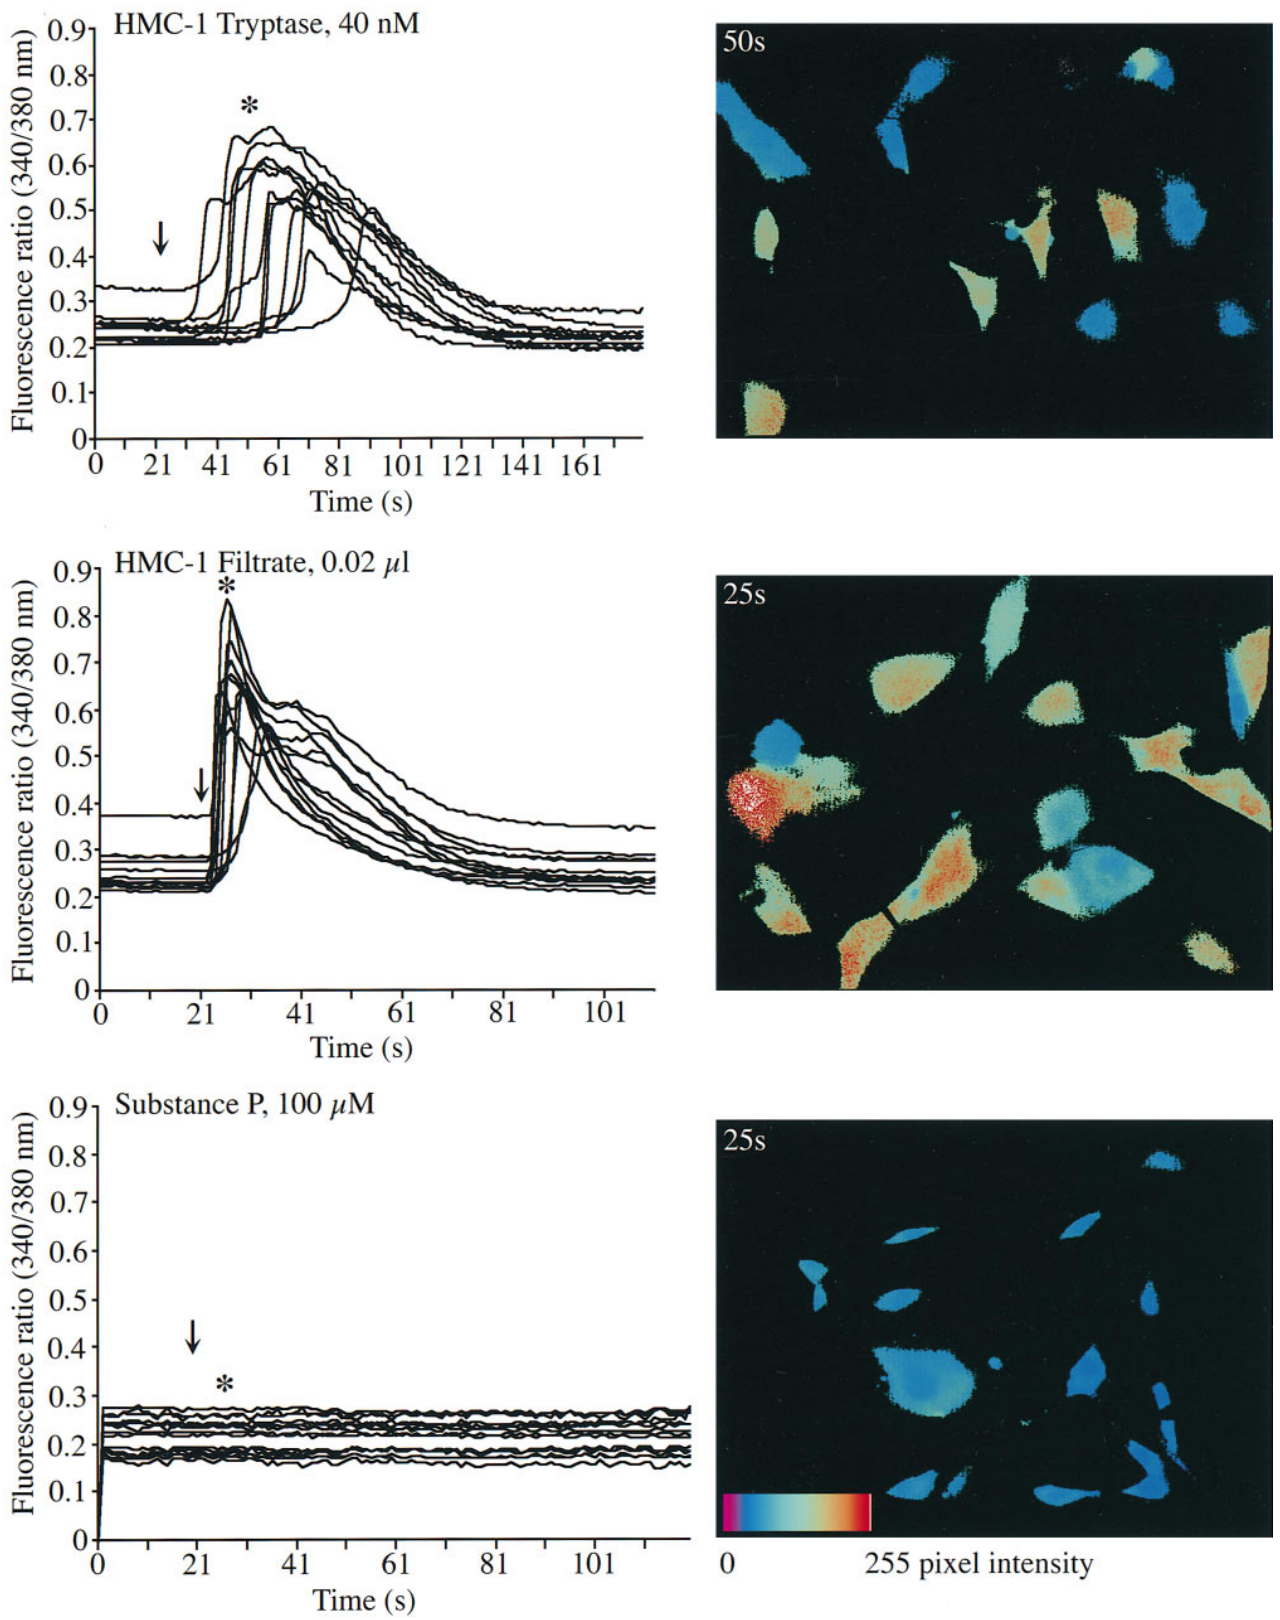 HMC-1 Tryptase, 40 nM
Fluorescence ratio (340/380 nm)
0.9
0.8
0.7
0.6
0.5
0.4
0.3
0.2
0.1
0
*
0 21 41 61 81 101 121 141 161
Time (s)
50s
HMC-1 Filtrate, 0.02 µl
Fluorescence ratio (340/380 nm)
0.9
0.8
0.7
0.6
0.5
0.4
0.3
0.2
0.1
0
*
0 21 41 61 81 101
Time (s)
25s
Substance P, 100 µM
Fluorescence ratio (340/380 nm)
0.9
0.8
0.7
0.6
0.5
0.4
0.3
0.2
0.1
0
*
0 21 41 61 81 101
Time (s)
25s
0 255 pixel intensity